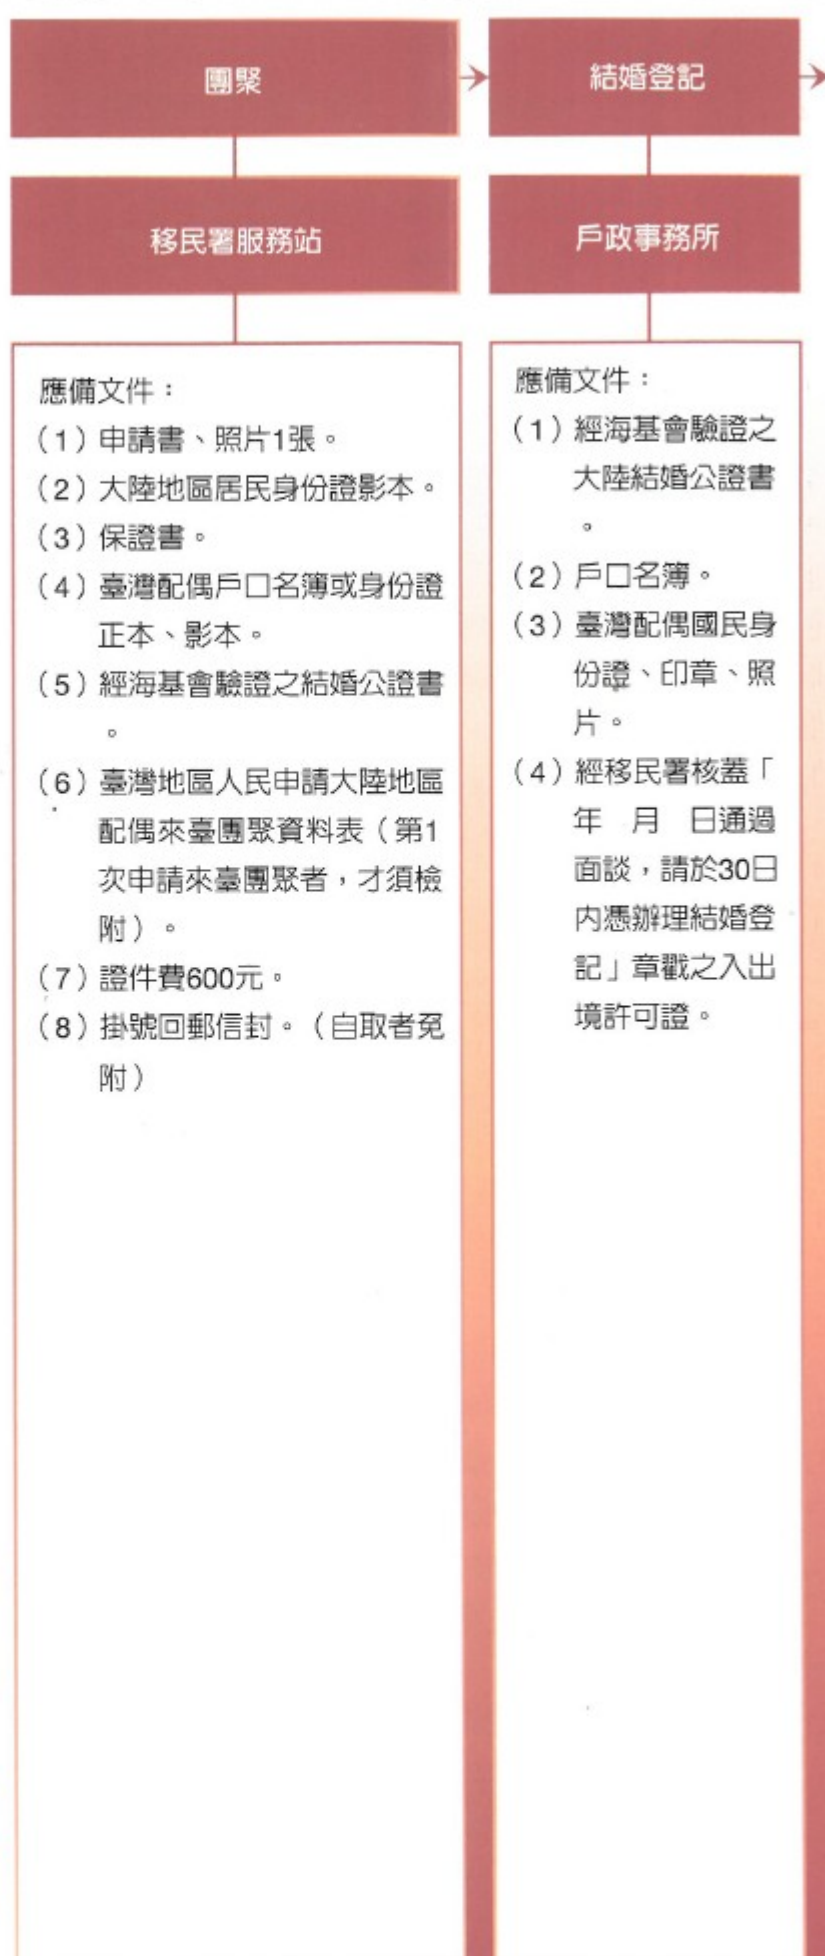 團聚
結婚登記
移民署服務站
戶政事務所
應備文件：
（1）申請書、照片1張。
（2）大陸地區居民身份證影本。
（3）保證書。
（4）臺灣配偶戶口名簿或身份證
正本、影本。
（5）經海基會驗證之結婚公證書
。
（6）臺灣地區人民申請大陸地區
配偶來臺團聚資料表（第1
次申請來臺團聚者，才須檢
附）。
（7）證件費600元。
（8）掛號回郵信封。（自取者免
附）
應備文件：
（1）經海基會驗證之
大陸結婚公證書
。
（2）戶口名簿。
（3）臺灣配偶國民身
份證、印章、照
片。
（4）經移民署核蓋「
年　月　日通過
面談，請於30日
內憑辦理結婚登
記」章戳之入出
境許可證。